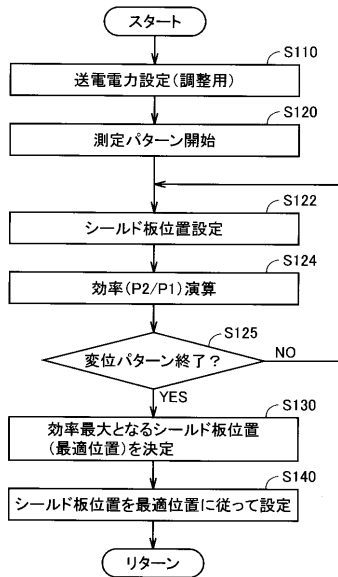 スタート
S110
送電電力設定(調整用)
S120
測定パターン開始
S122
シールド板位置設定
S124
効率(P2/P1)演算
S125
変位パターン終了?
NO
YES
S130
効率最大となるシールド板位置
(最適位置)を決定
S140
シールド板位置を最適位置に従って設定
リターン